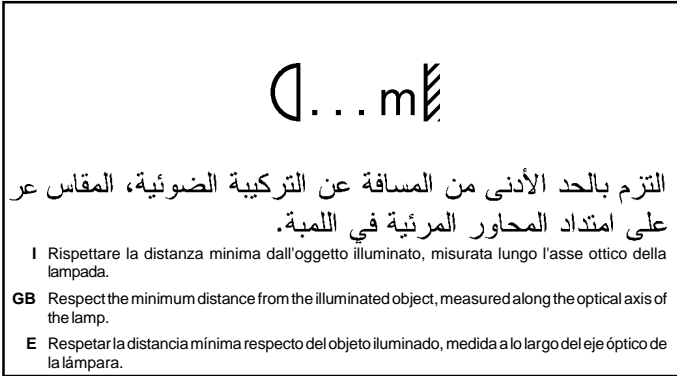 ...m
التزم بالحد الأدنى من المسافة عن التركيبة الضوئية، المقاس عر
على امتداد المحاور المرئية في اللمبة.
I Rispettare la distanza minima dall'oggetto illuminato, misurata lungo l'asse ottico della
lampada.
GB Respect the minimum distance from the illuminated object, measured along the optical axis of
the lamp.
E Respetar la distancia mínima respecto del objeto iluminado, medida a lo largo del eje óptico de
la lámpara.